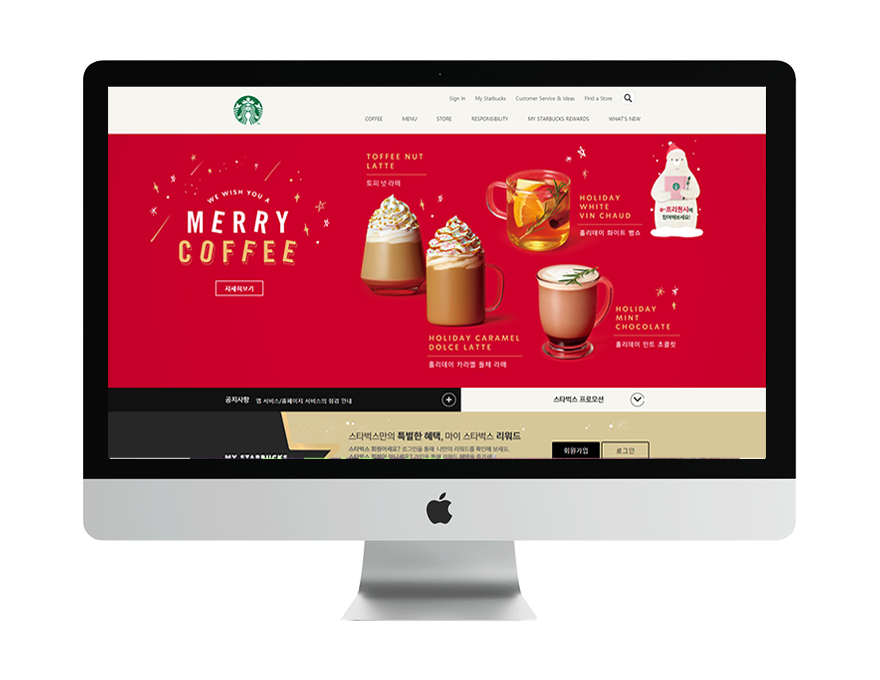 Sign In My Starbucks Customer Service & Ideas Find a Store
COFFEE MENU STORE RESPONSIBILITY MY STARBUCKS REWARDS WHAT'S NEW
WE WISH YOU A
MERRY
COFFEE
자세히보기
TOFFEE NUT
LATTE
토피 넛 라떼
HOLIDAY
WHITE
VIN CHAUD
홀리데이 화이트 뱅쇼
e-프리퀀시에
참여해보세요!
HOLIDAY CARAMEL
DOLCE LATTE
홀리데이 카라멜 돌체 라떼
HOLIDAY
MINT
CHOCOLATE
홀리데이 민트 초콜릿
공지사항 앱 서비스/홈페이지 서비스의 점검 안내
스타벅스 프로모션
스타벅스만의 특별한 혜택, 마이 스타벅스 리워드
스타벅스 회원이세요? 로그인을 통해 나만의 리워드를 확인해 보세요.
스타벅스 회원이 아니세요?
MY STARBUCKS
회원가입 로그인